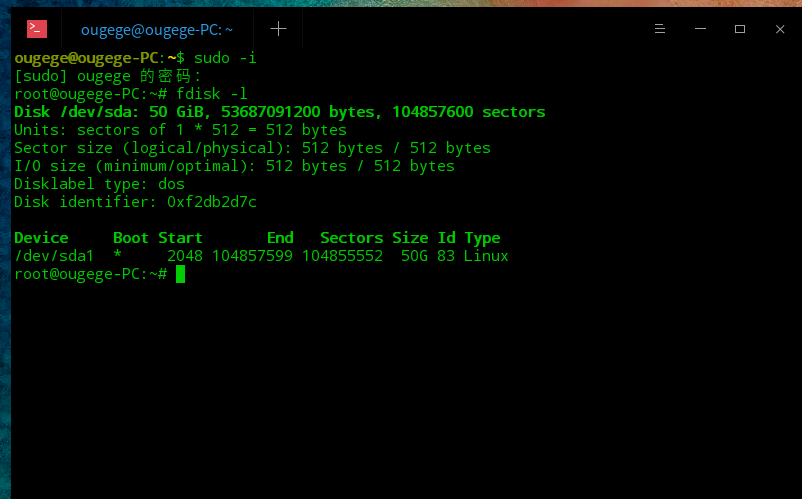 ougege@ougege-PC: ~
ougege@ougege-PC:~$ sudo -i
[sudo] ougege 的密码：
root@ougege-PC:~# fdisk -l
Disk /dev/sda: 50 GiB, 53687091200 bytes, 104857600 sectors
Units: sectors of 1 * 512 = 512 bytes
Sector size (logical/physical): 512 bytes / 512 bytes
I/O size (minimum/optimal): 512 bytes / 512 bytes
Disklabel type: dos
Disk identifier: 0xf2db2d7c
Device     Boot Start       End   Sectors Size Id Type
/dev/sda1  *     2048 104857599 104855552  50G 83 Linux
root@ougege-PC:~#